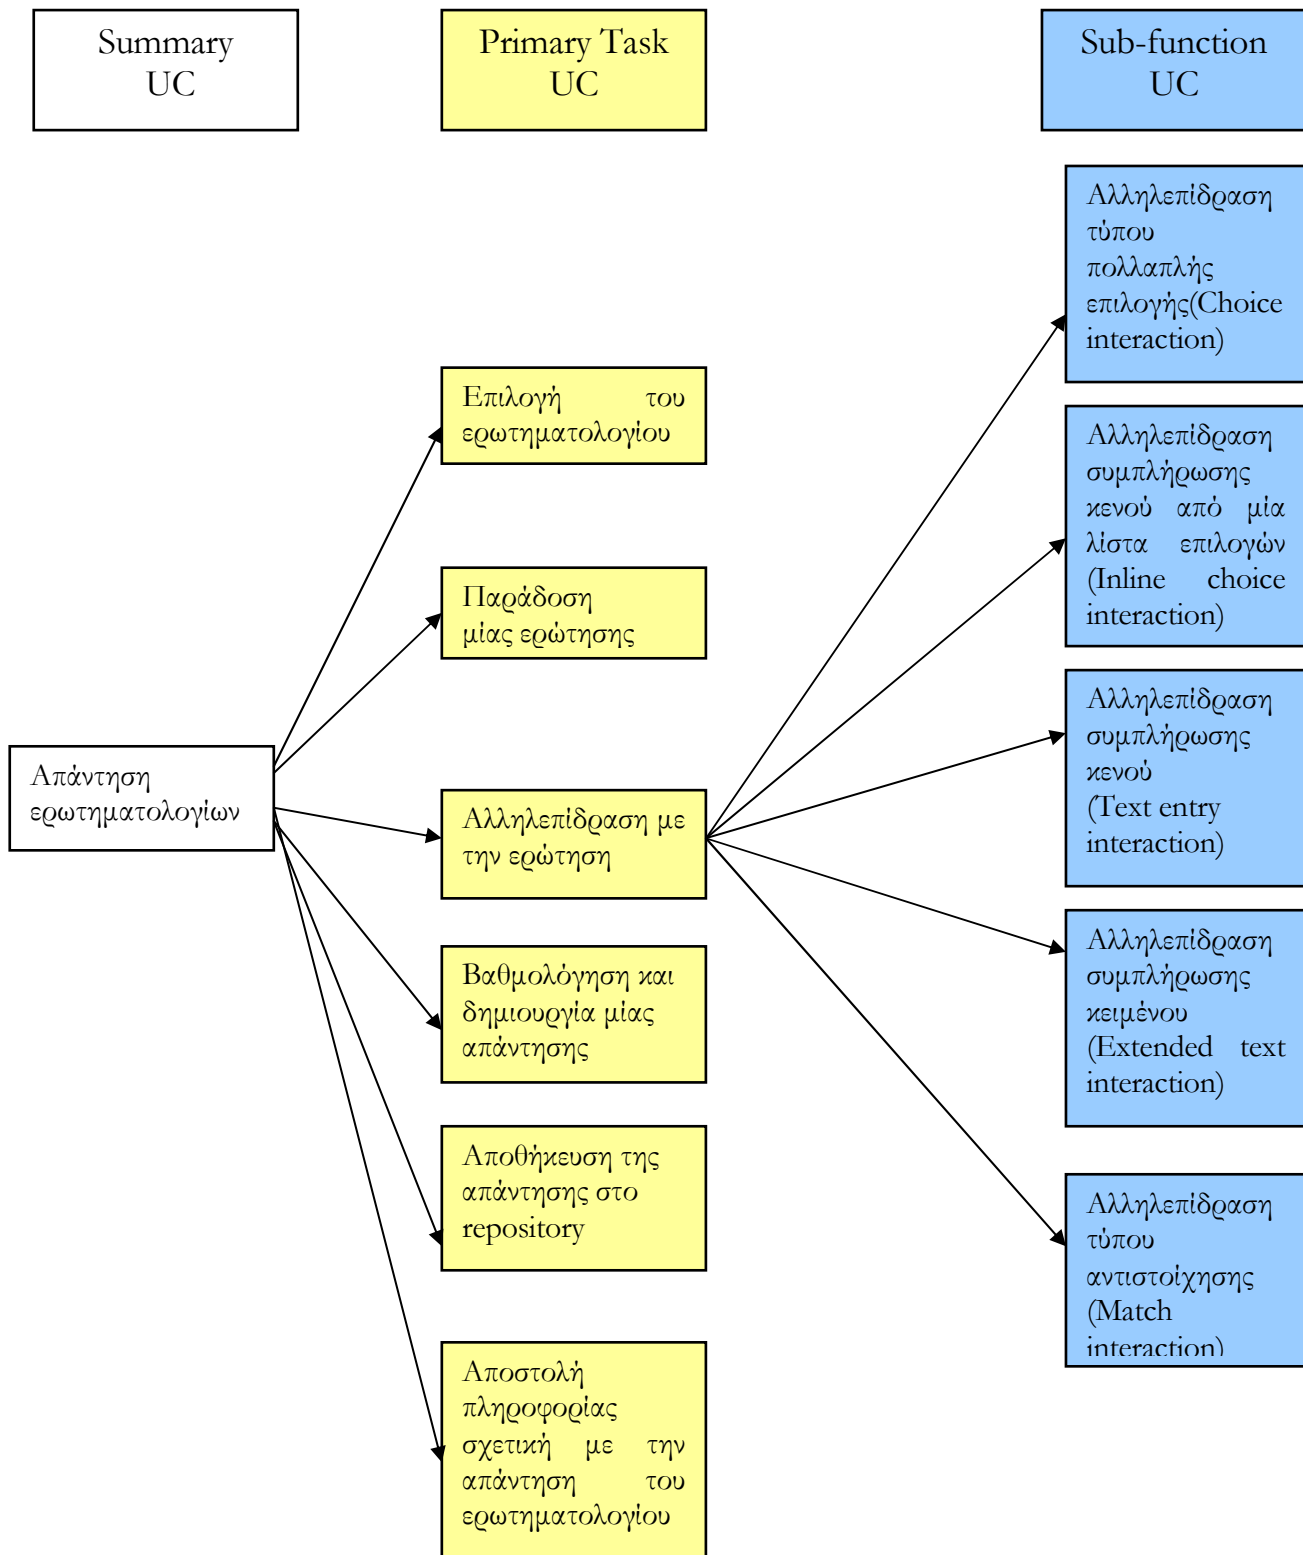 Summary
UC
Primary Task
UC
Sub-function
UC
Απάντηση
ερωτηματολογίων
Επιλογή του
ερωτηματολογίου
Παράδοση
μίας ερώτησης
Αλληλεπίδραση με
την ερώτηση
Βαθμολόγηση και
δημιουργία μίας
απάντησης
Αποθήκευση της
απάντησης στο
repository
Αποστολή
πληροφορίας
σχετική με την
απάντηση του
ερωτηματολογίου
Αλληλεπίδραση
τύπου
πολλαπλής
επιλογής(Choice
interaction)
Αλληλεπίδραση
συμπλήρωσης
κενού από μία
λίστα επιλογών
(Inline choice
interaction)
Αλληλεπίδραση
συμπλήρωσης
κενού
(Text entry
interaction)
Αλληλεπίδραση
συμπλήρωσης
κειμένου
(Extended text
interaction)
Αλληλεπίδραση
τύπου
αντιστοίχησης
(Match
interaction)